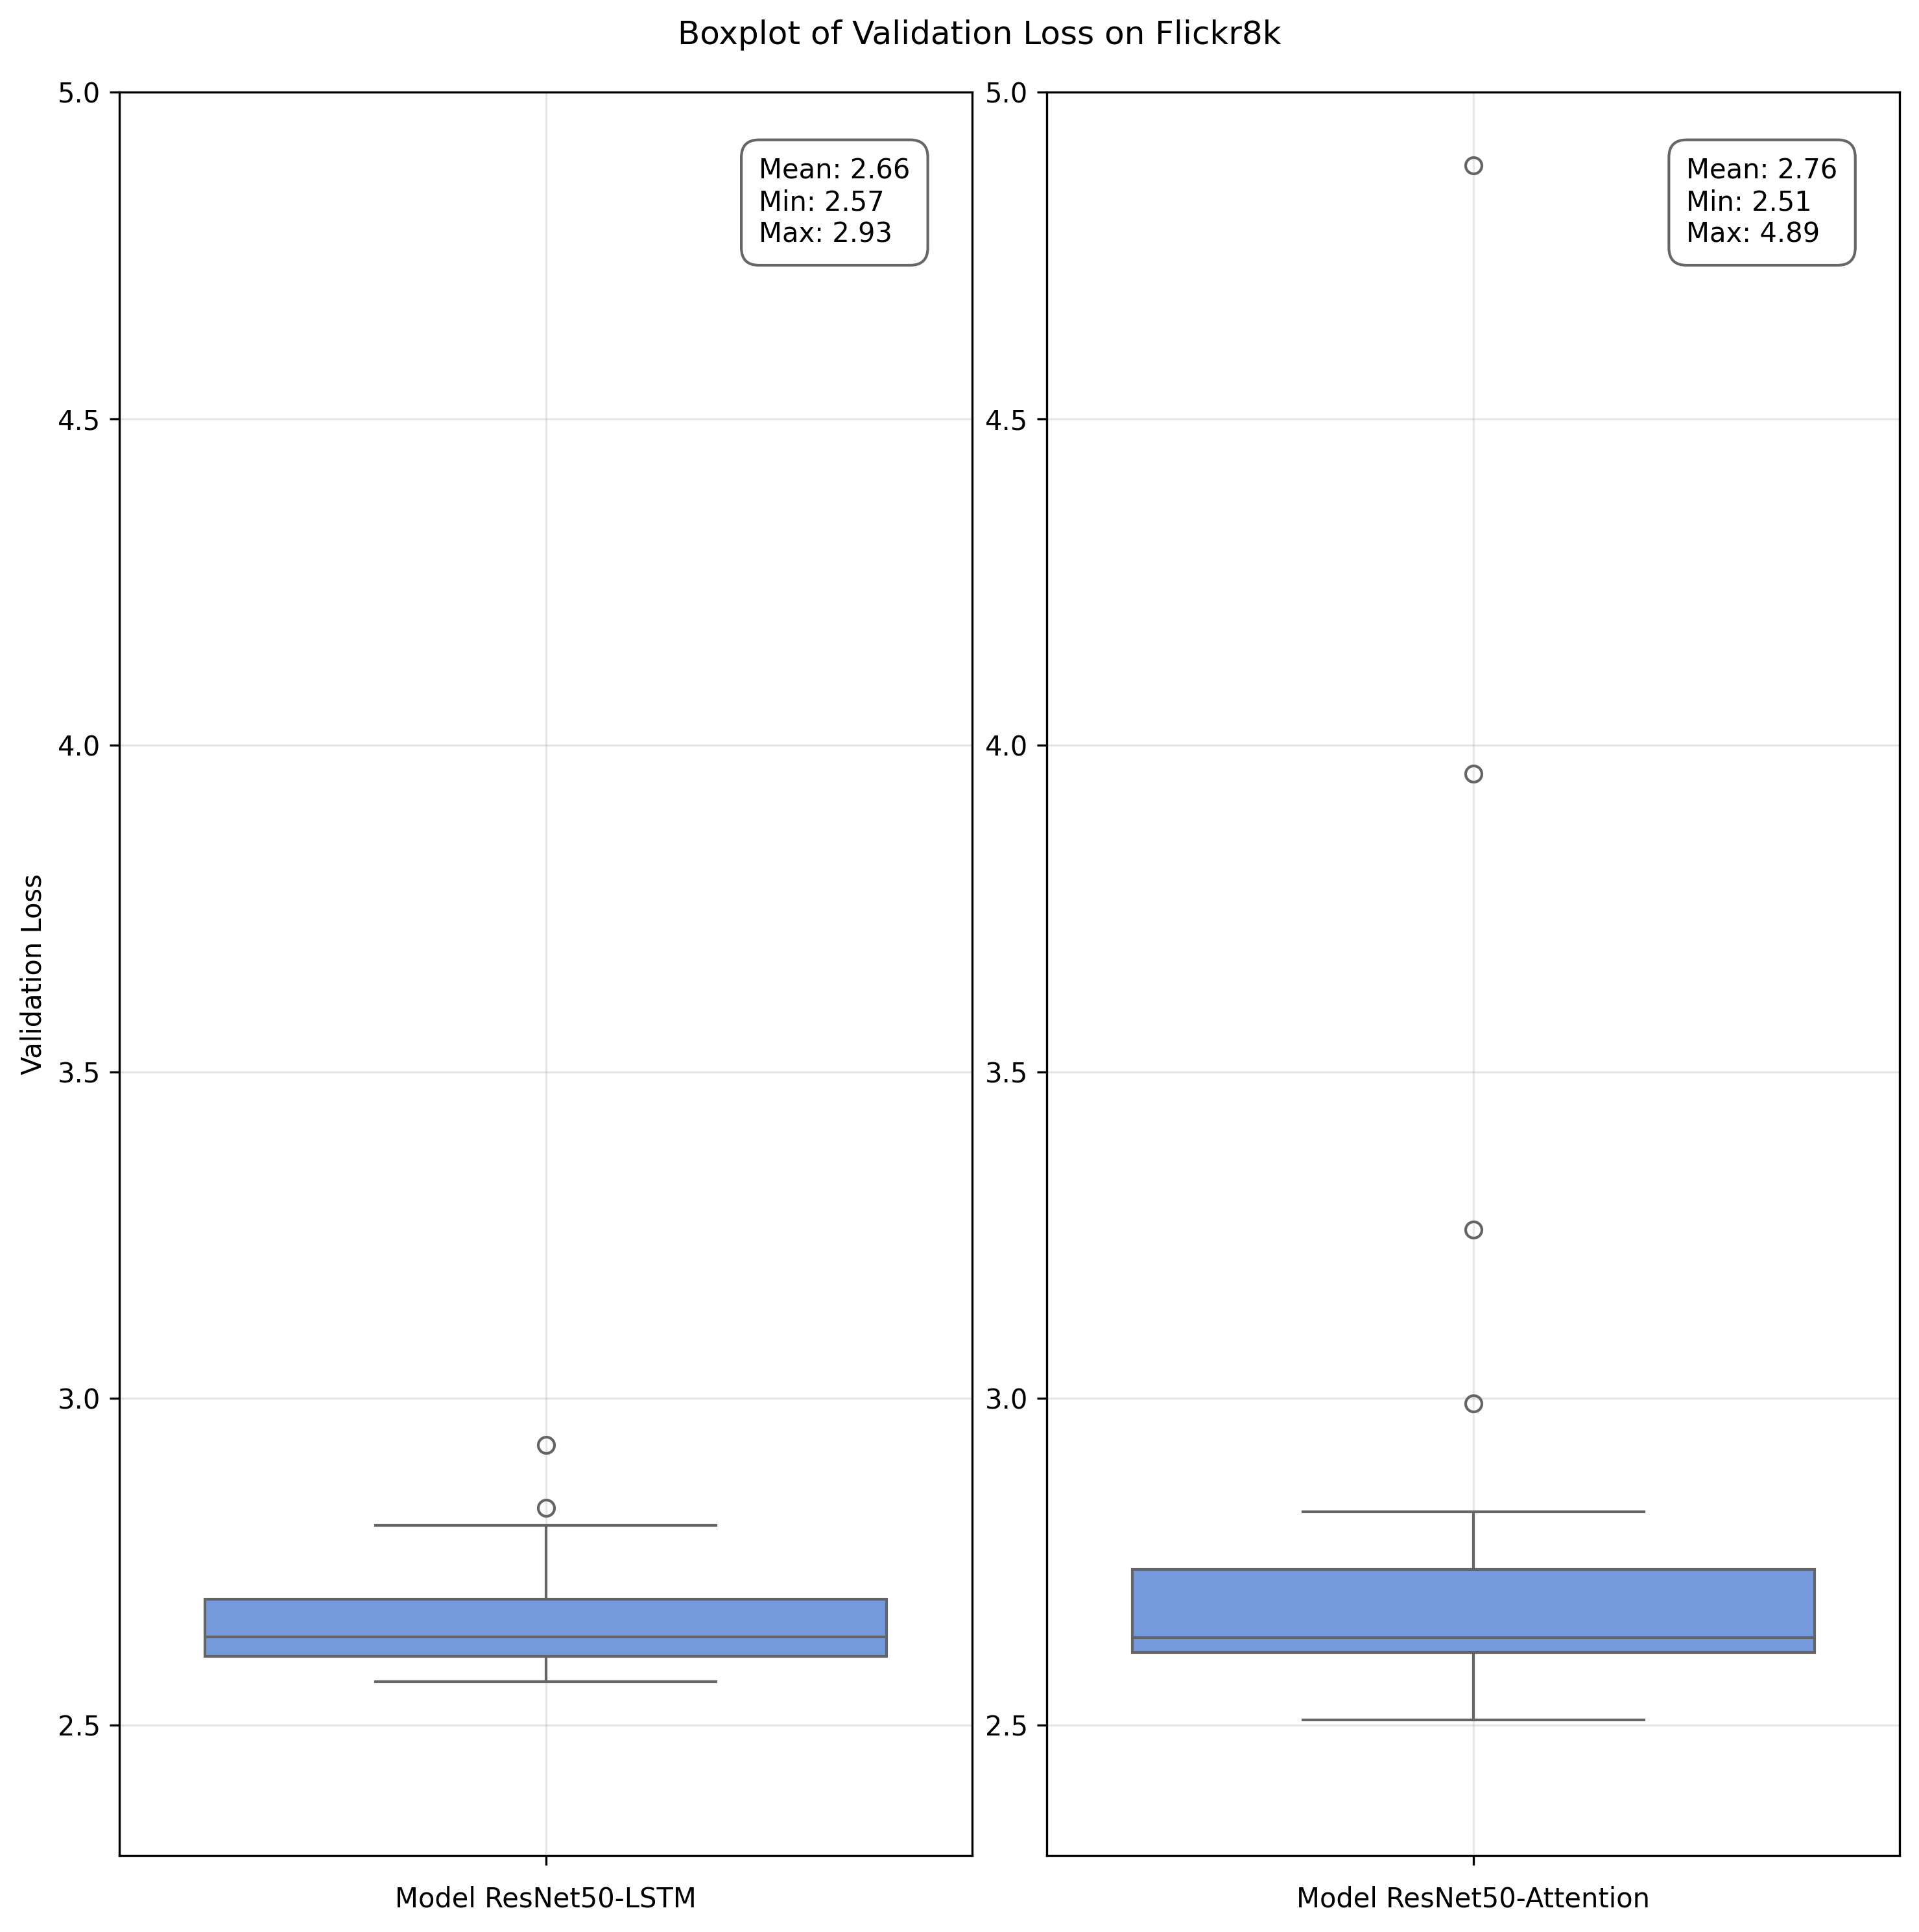 Boxplot of Validation Loss on Flickr8k
Validation Loss
5.0
4.5
4.0
3.5
3.0
2.5
Mean: 2.66
Min: 2.57
Max: 2.93
Model ResNet50-LSTM
5.0
4.5
4.0
3.5
3.0
2.5
Mean: 2.76
Min: 2.51
Max: 4.89
Model ResNet50-Attention